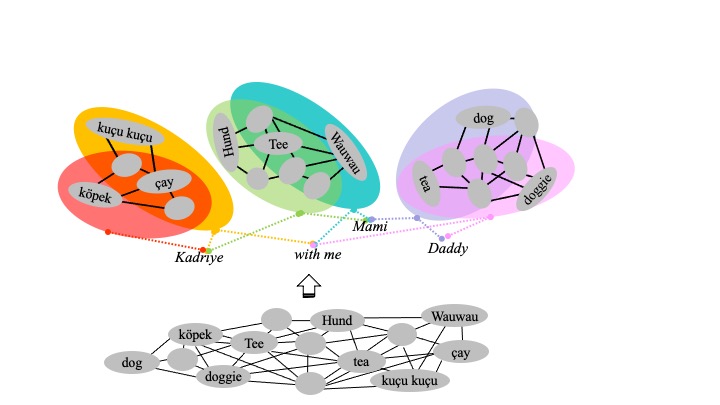 kuçu kuçu
köpek
çay
Hund
Tee
Wauwau
dog
tea
doggie
Kadriye
with me
Mami
Daddy
köpek
Hund
Wauwau
dog
Tee
tea
çay
doggie
kuçu kuçu